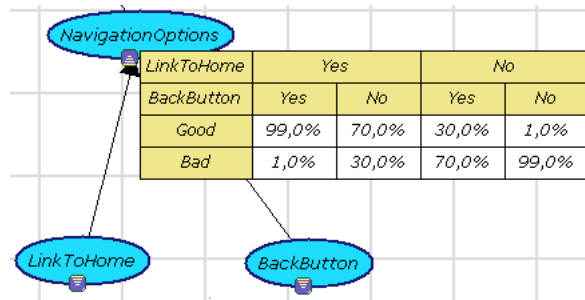 NavigationOptions
LinkToHome Yes No
BackButton Yes No Yes No
Good 99,0% 70,0% 30,0% 1,0%
Bad 1,0% 30,0% 70,0% 99,0%
LinkToHome
BackButton